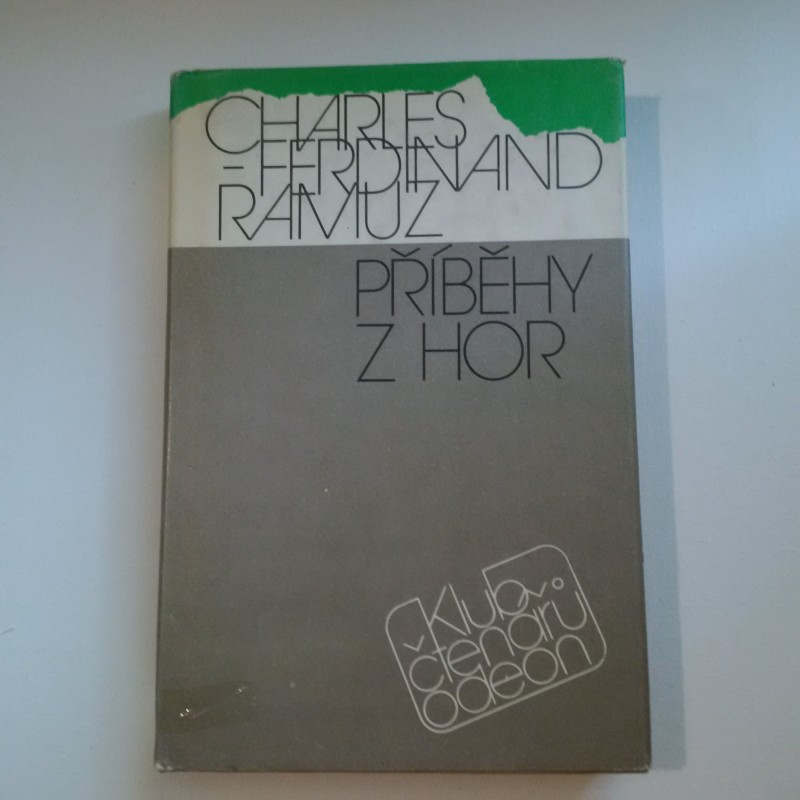 CHARLES
-FERDINAND
RAMUZ
PŘÍBĚHY
Z HOR
Klub
čtenářů
odeon